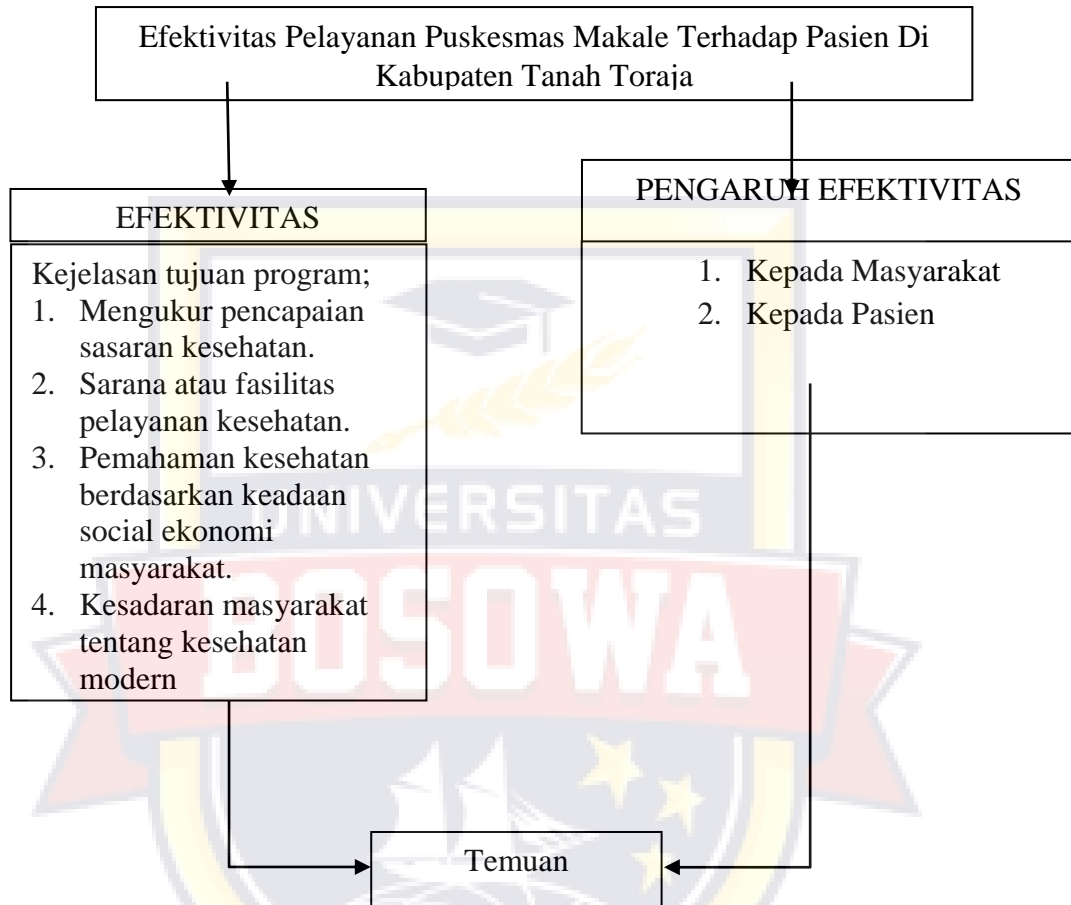 Efektivitas Pelayanan Puskesmas Makale Terhadap Pasien Di
Kabupaten Tanah Toraja
EFEKTIVITAS
Kejelasan tujuan program;
1. Mengukur pencapaian
sasaran kesehatan.
2. Sarana atau fasilitas
pelayanan kesehatan.
3. Pemahaman kesehatan
berdasarkan keadaan
social ekonomi
masyarakat.
4. Kesadaran masyarakat
tentang kesehatan
modern
PENGARUH EFEKTIVITAS
1. Kepada Masyarakat
2. Kepada Pasien
UNIVERSITAS
BOSOWA
Temuan